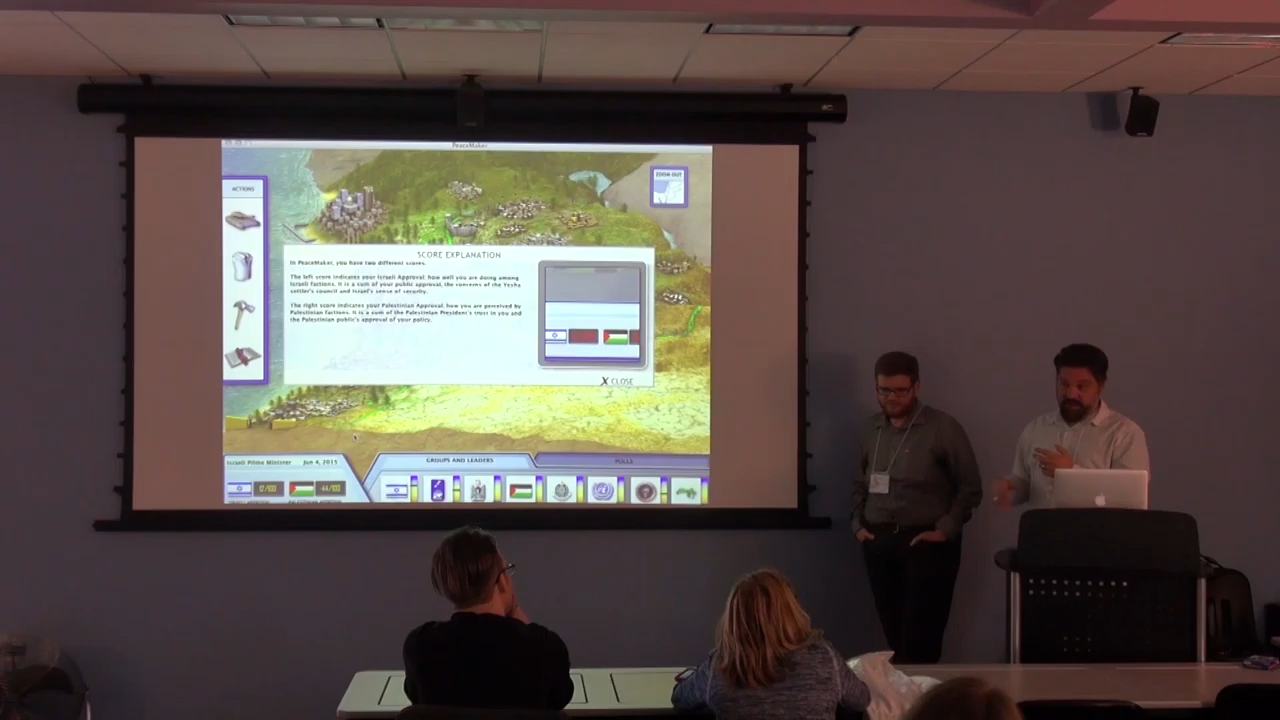 PeaceMaker
ZOOM OUT
ACTIONS
SCORE EXPLANATION
In PeaceMaker, you have two different scores.
The left score indicates your Israeli Approval: how well you are doing among
Israeli factions. It is a sum of your public approval, the concerns of the Yesha
settler's council and Israel's sense of security.
The right score indicates your Palestinian Approval: how you are perceived by
Palestinian factions. It is a sum of the Palestinian President's trust in you and
the Palestinian public's approval of your policy.
X CLOSE
Israeli Prime Minister Jun 4, 2015
GROUPS AND LEADERS
POLLS
12/100
-44/100